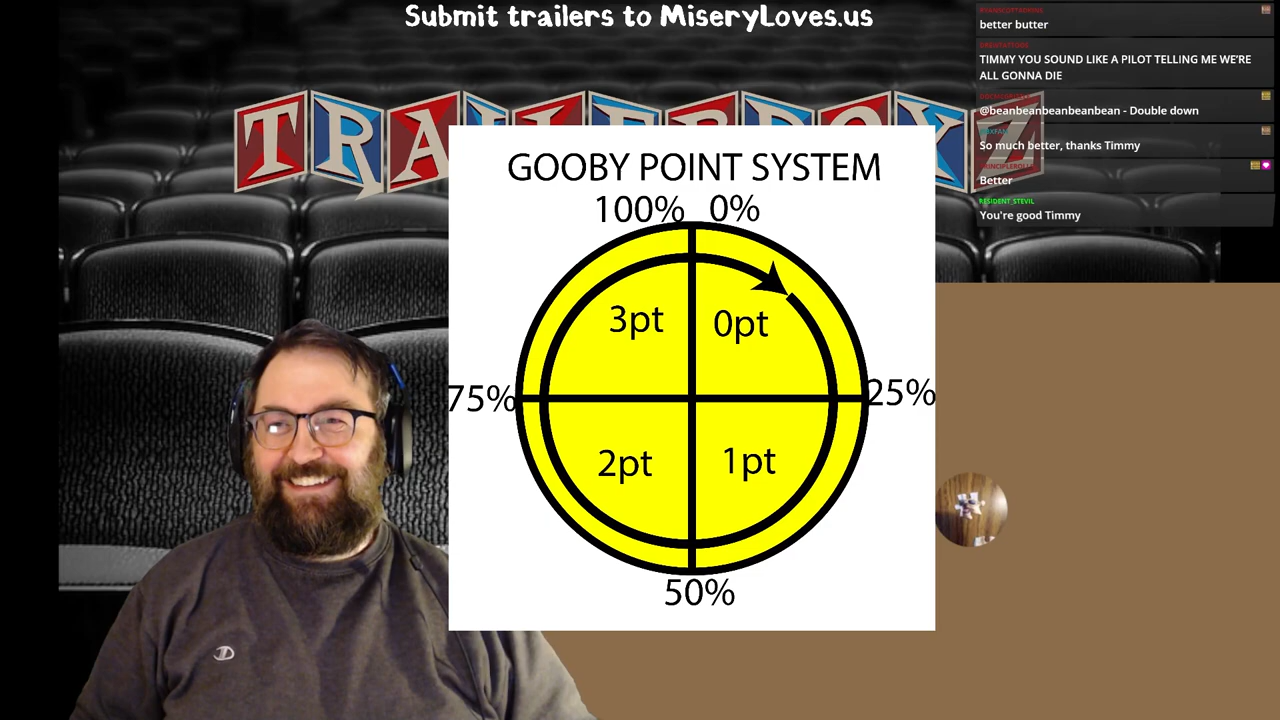 Submit trailers to MiseryLoves.us
better butter
TIMMY YOU SOUND LIKE A PILOT TELLING ME WE'RE
ALL GONNA DIE
@beanbeanbeanbeanbean - Double down
So much better, thanks Timmy
Better
RESIDENT_STEVIL
You're good Timmy
GOOBY POINT SYSTEM
100% 0%
3pt 0pt
75% 25%
2pt 1pt
50%